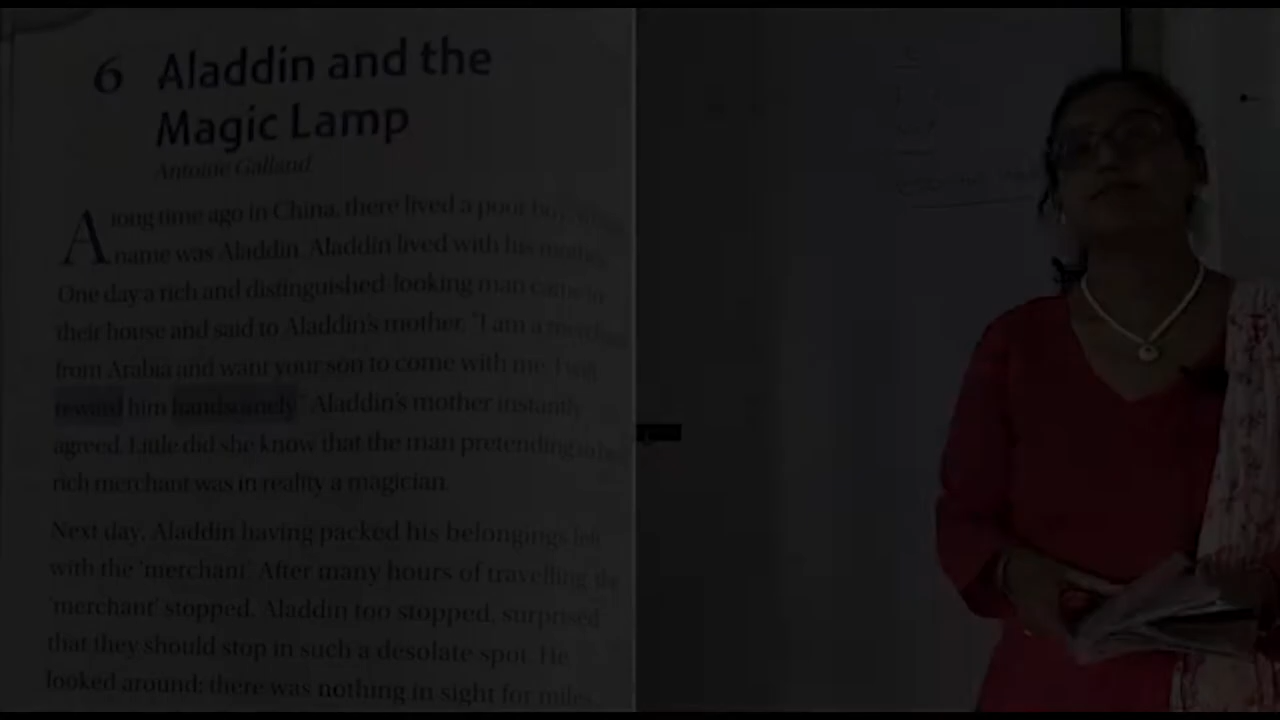 6 Aladdin and the
Magic Lamp
Antoine Galland
A long time ago in China, there lived a poor boy
name was Aladdin. Aladdin lived with his mother.
One day a rich and distinguished-looking man came to
their house and said to Aladdin's mother, "I am a merchant
from Arabia and want your son to come with me. I will
reward him handsomely." Aladdin's mother instantly
agreed. Little did she know that the man pretending to be
rich merchant was in reality a magician.
Next day, Aladdin having packed his belongings left
with the 'merchant'. After many hours of travelling the
'merchant' stopped. Aladdin too stopped, surprised
that they should stop in such a desolate spot. He
looked around; there was nothing in sight for miles